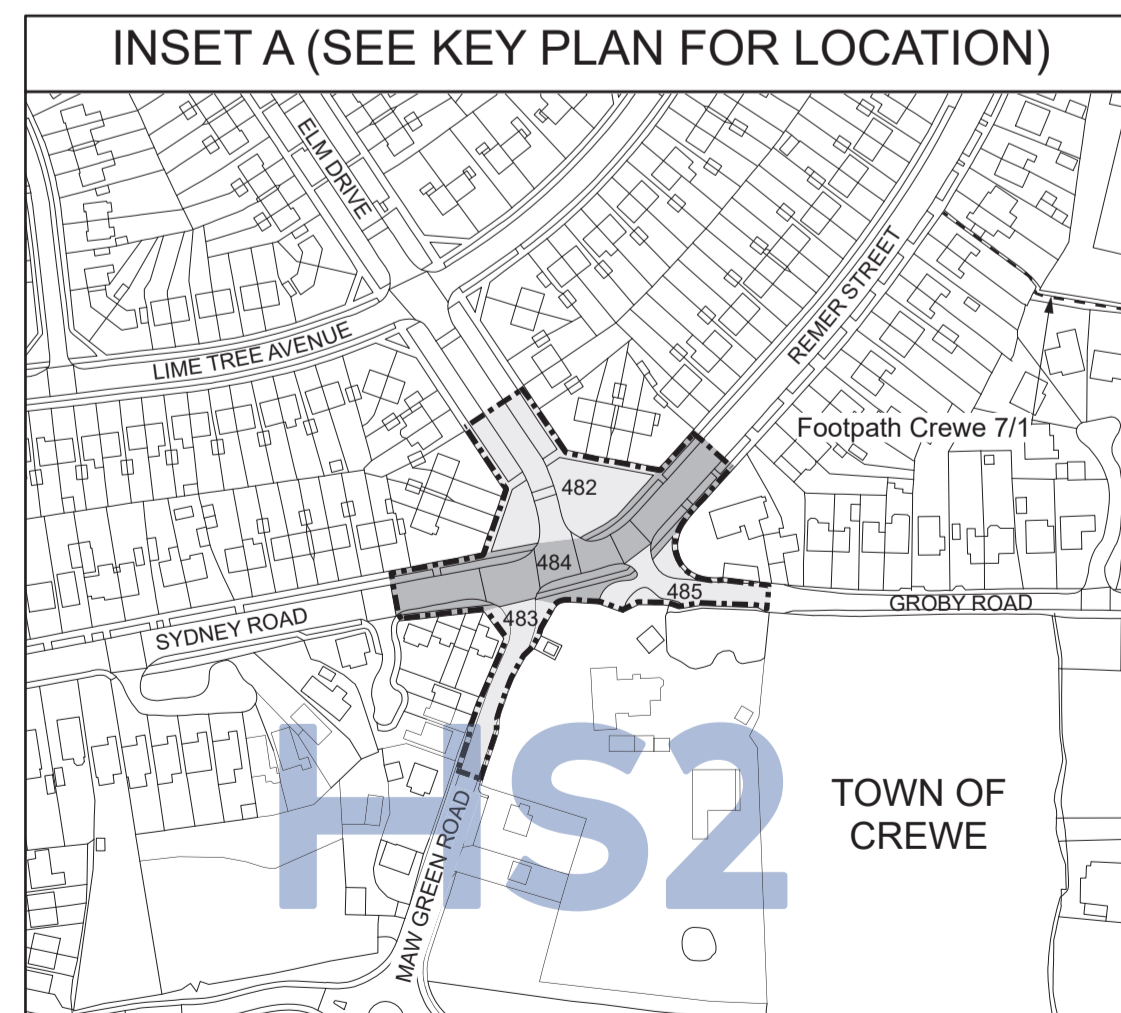 INSET A (SEE KEY PLAN FOR LOCATION)
ELM DRIVE
REMER STREET
LIME TREE AVENUE
Footpath Crewe 7/1
482
484
485
GROBY ROAD
483
SYDNEY ROAD
HS2
TOWN OF
CREWE
MAW GREEN ROAD